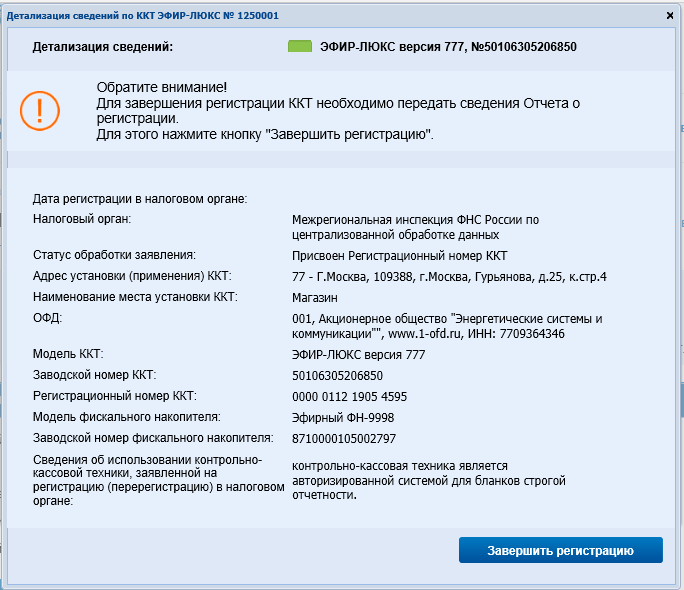 Детализация сведений по ККТ ЭФИР-ЛЮКС № 1250001
Детализация сведений: ЭФИР-ЛЮКС версия 777, №50106305206850
Обратите внимание!
Для завершения регистрации ККТ необходимо передать сведения Отчета о
регистрации.
Для этого нажмите кнопку "Завершить регистрацию".
Дата регистрации в налоговом органе:
Налоговый орган: Межрегиональная инспекция ФНС России по
централизованной обработке данных
Статус обработки заявления: Присвоен Регистрационный номер ККТ
Адрес установки (применения) ККТ: 77 - Г.Москва, 109388, г.Москва, Гурьянова, д.25, к.стр.4
Наименование места установки ККТ: Магазин
ОФД: 001, Акционерное общество "Энергетические системы и
коммуникации"", www.1-ofd.ru, ИНН: 7709364346
Модель ККТ: ЭФИР-ЛЮКС версия 777
Заводской номер ККТ: 50106305206850
Регистрационный номер ККТ: 0000 0112 1905 4595
Модель фискального накопителя: Эфирный ФН-9998
Заводской номер фискального накопителя: 8710000105002797
Сведения об использовании контрольно-
кассовой техники, заявленной на
регистрацию (перерегистрацию) в налоговом
органе:
контрольно-кассовая техника является
авторизированной системой для бланков строгой
отчетности.
Завершить регистрацию